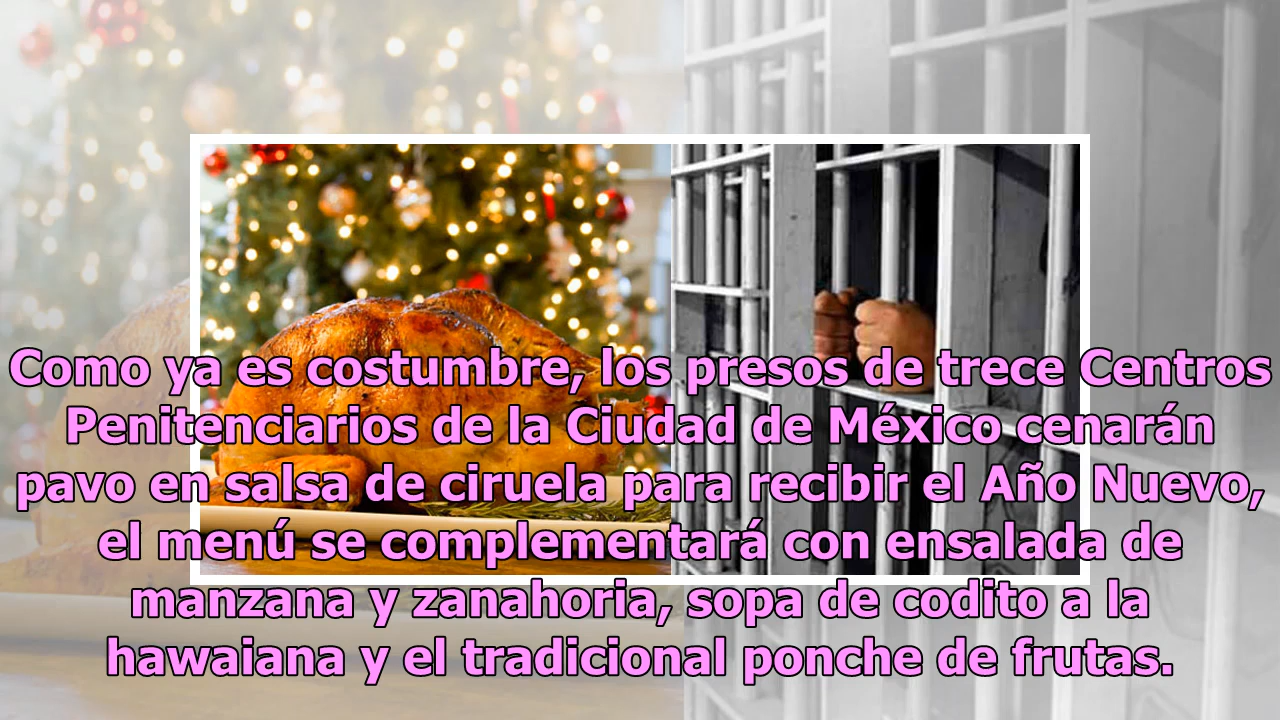 Como ya es costumbre, los presos de trece Centros
Penitenciarios de la Ciudad de México cenarán
pavo en salsa de ciruela para recibir el Año Nuevo,
el menú se complementará con ensalada de
manzana y zanahoria, sopa de codito a la
hawaiana y el tradicional ponche de frutas.